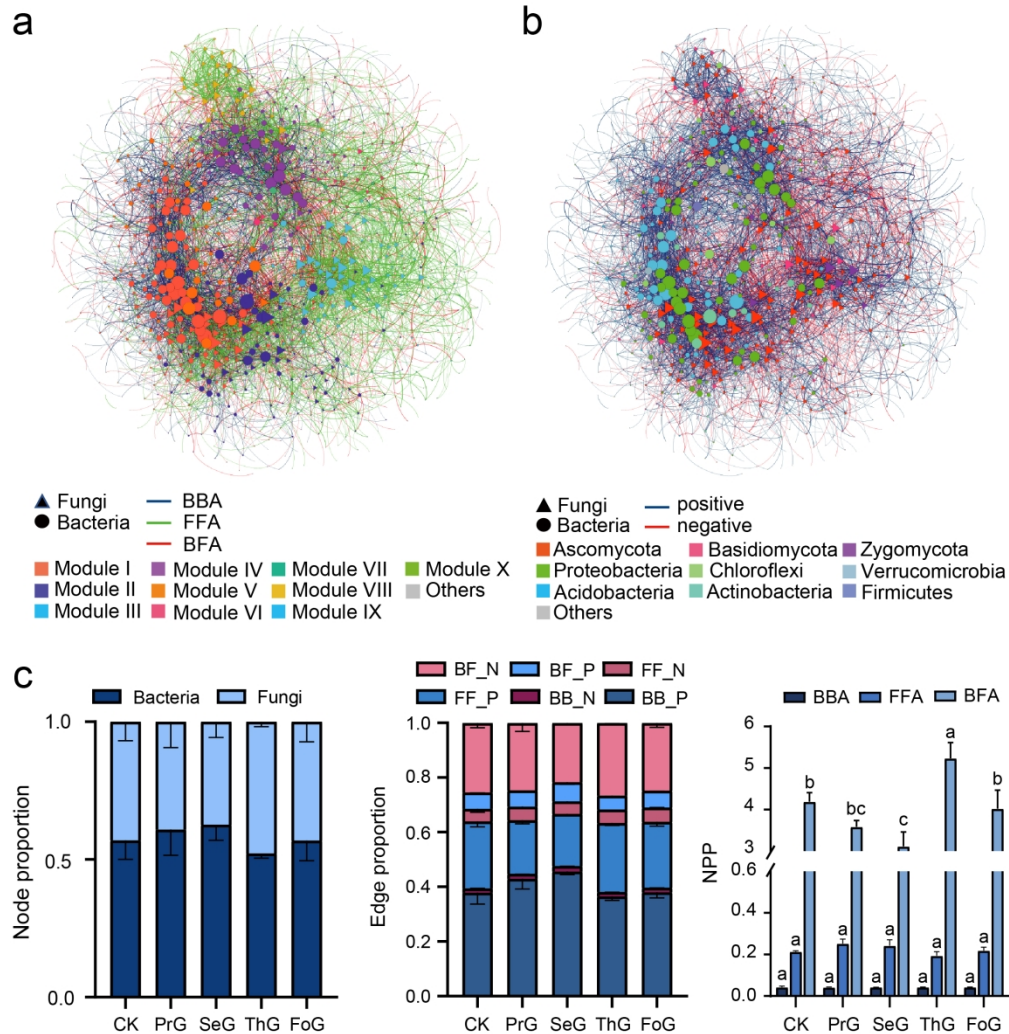 a
b
Fungi BBA
Bacteria FFA
BFA
Module I Module IV Module VII Module X
Module II Module V Module VIII Others
Module III Module VI Module IX
Fungi positive
Bacteria negative
Ascomycota Basidiomycota Zygomycota
Proteobacteria Chloroflexi Verrucomicrobia
Acidobacteria Actinobacteria Firmicutes
Others
c
Bacteria Fungi
Node proportion
1.0
0.5
0.0
CK PrG SeG ThG FoG
BF_N BF_P FF_N
FF_P BB_N BB_P
Edge proportion
1.0
0.8
0.6
0.4
0.2
0.0
CK PrG SeG ThG FoG
BBA FFA BFA
NPP
6
5
4
3
0.6
0.4
0.2
0.0
b bc c a b
a a a a a
a a a a a
CK PrG SeG ThG FoG